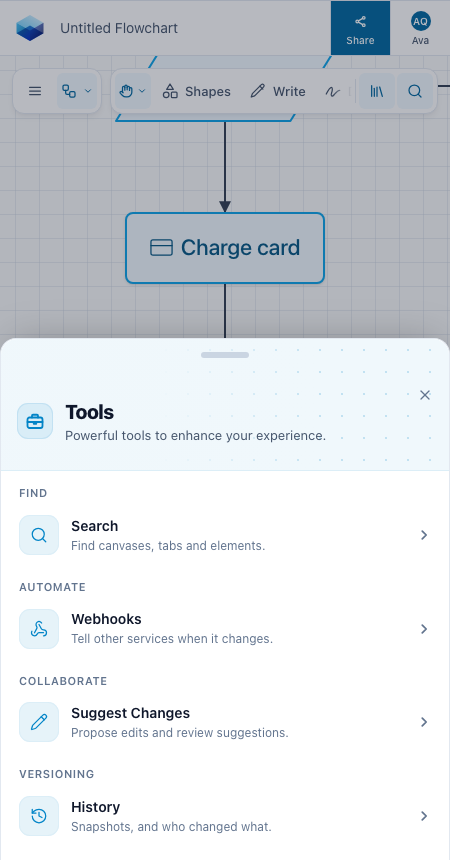 Untitled Flowchart
Share
AQ
Ava
Shapes
Write
Charge card
Tools
Powerful tools to enhance your experience.
FIND
Search
Find canvases, tabs and elements.
AUTOMATE
Webhooks
Tell other services when it changes.
COLLABORATE
Suggest Changes
Propose edits and review suggestions.
VERSIONING
History
Snapshots, and who changed what.